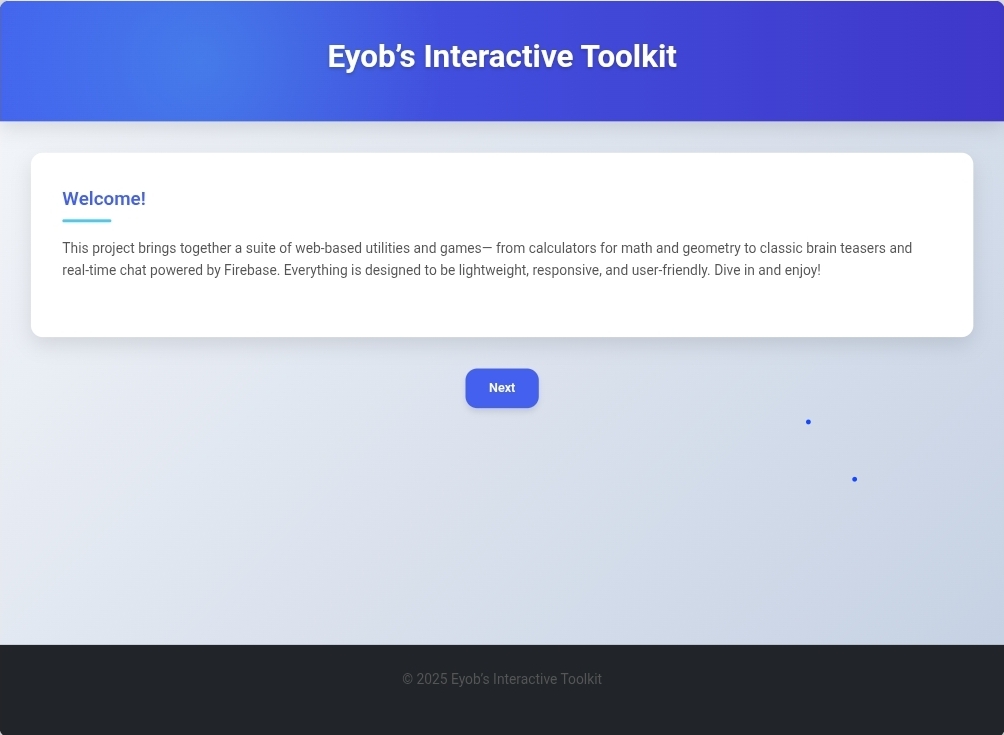 Eyob’s Interactive Toolkit
Welcome!
This project brings together a suite of web-based utilities and games— from calculators for math and geometry to classic brain teasers and
real-time chat powered by Firebase. Everything is designed to be lightweight, responsive, and user-friendly. Dive in and enjoy!
Next
© 2025 Eyob’s Interactive Toolkit